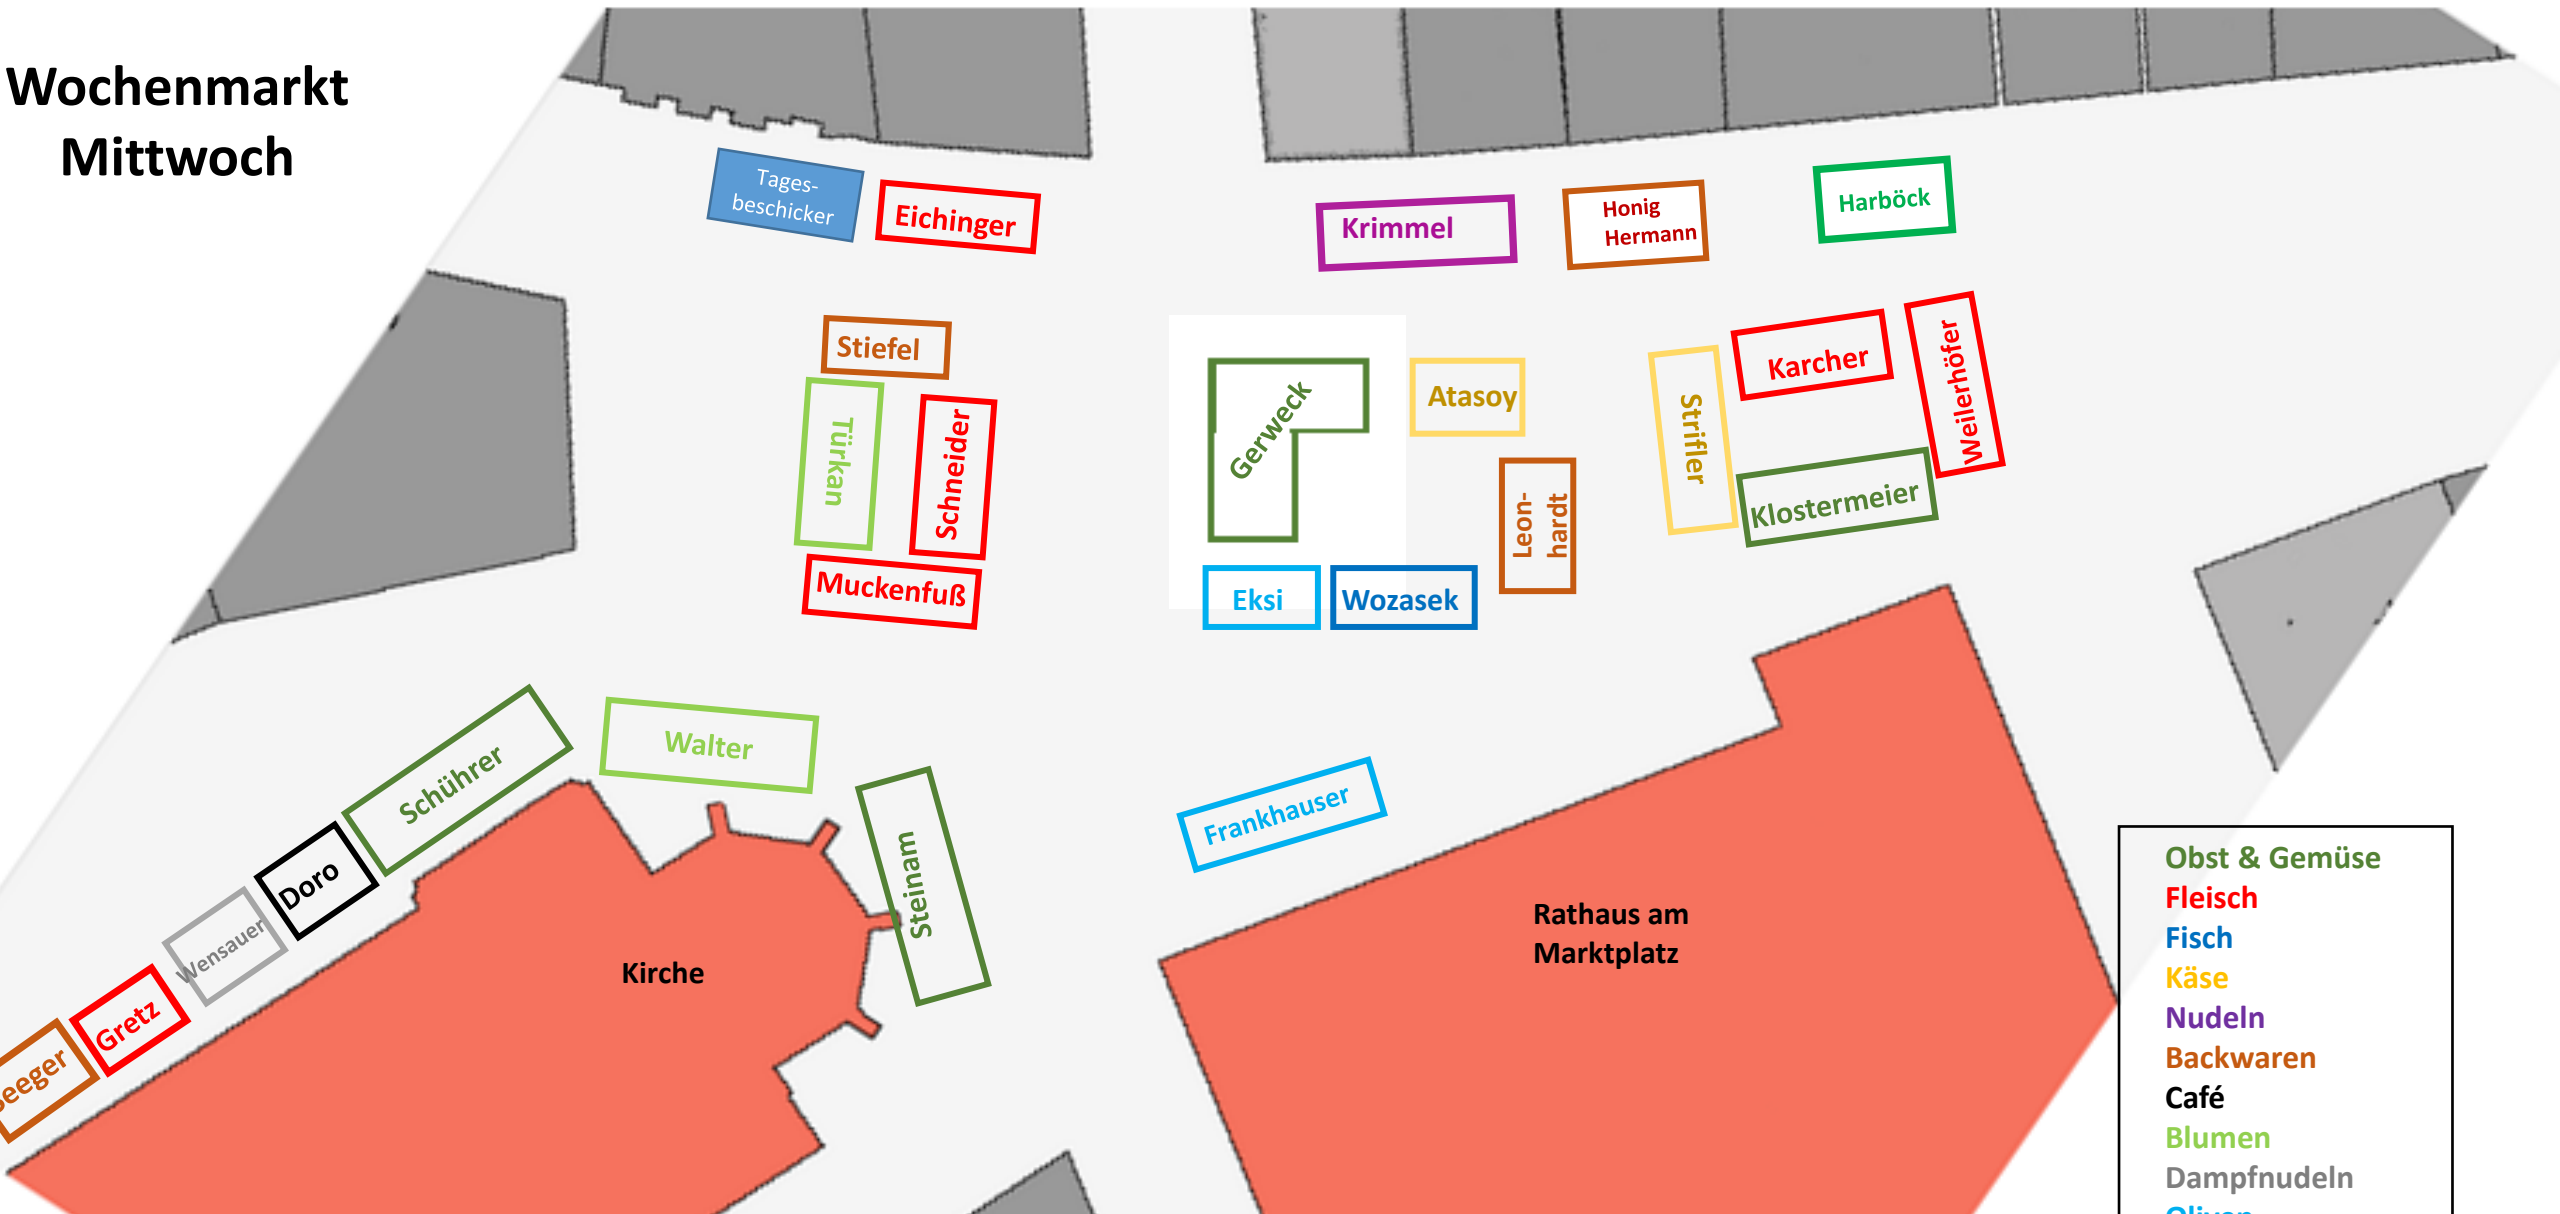 Wochenmarkt
Mittwoch
Tages-
beschicker
Eichinger
Krimmel
Honig
Hermann
Harböck
Stiefel
Türkan
Schneider
Muckenfuß
Gerweck
Atasoy
Leon-
hardt
Eksi
Wozasek
Strifler
Karcher
Weilerhöfer
Klostermeier
Schührer
Walter
Steinam
Frankhauser
Doro
Wensauer
Gretz
Seeger
Kirche
Rathaus am
Marktplatz
Obst & Gemüse
Fleisch
Fisch
Käse
Nudeln
Backwaren
Café
Blumen
Dampfnudeln
Oliven